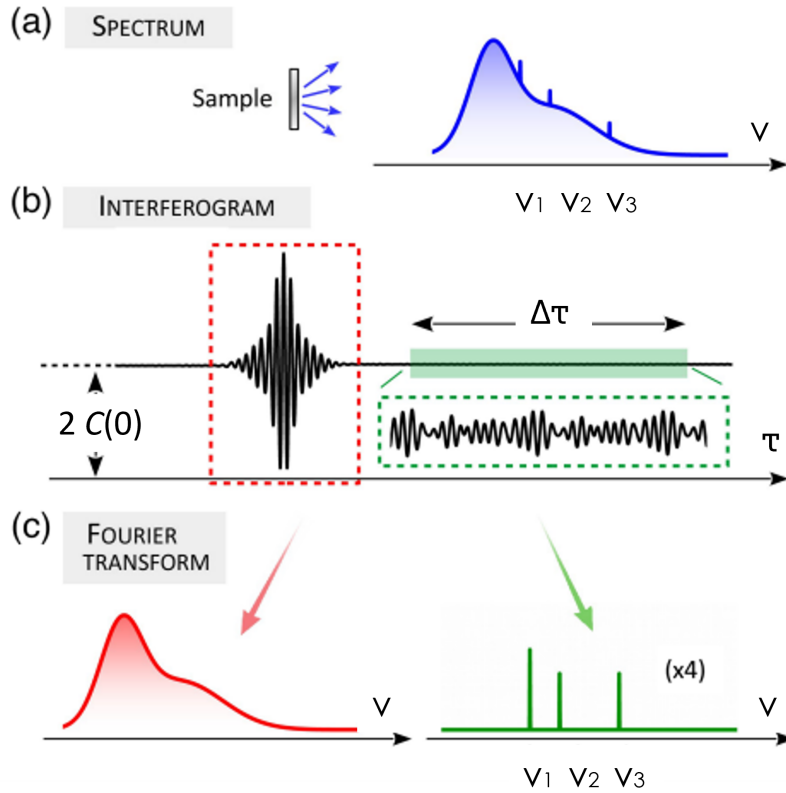 (a) SPECTRUM
Sample
ν
ν1 ν2 ν3
(b) INTERFEROGRAM
Δτ
2 C(0)
τ
(c) FOURIER
TRANSFORM
(x4)
ν
ν
ν1 ν2 ν3